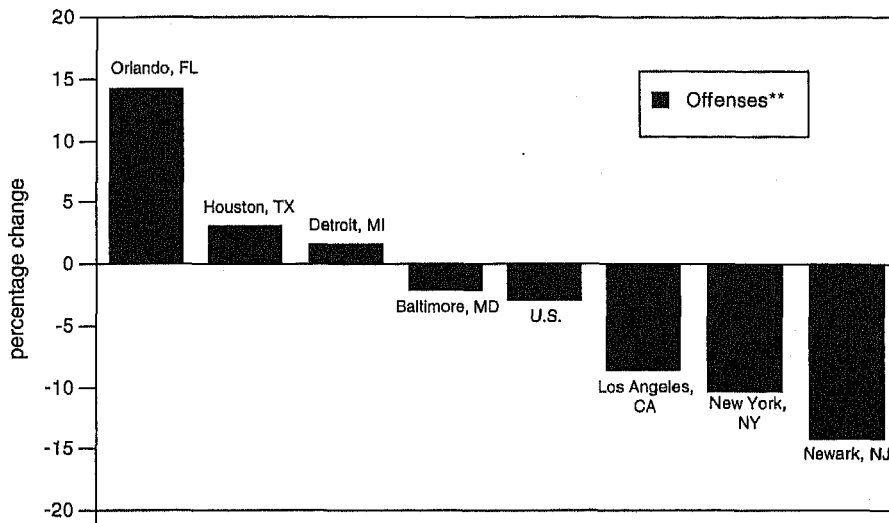 20
15
10
5
0
-5
-10
-15
-20
percentage change
Orlando, FL
Houston, TX
Detroit, MI
Baltimore, MD
U.S.
Los Angeles,
CA
New York,
NY
Newark, NJ
Offenses**